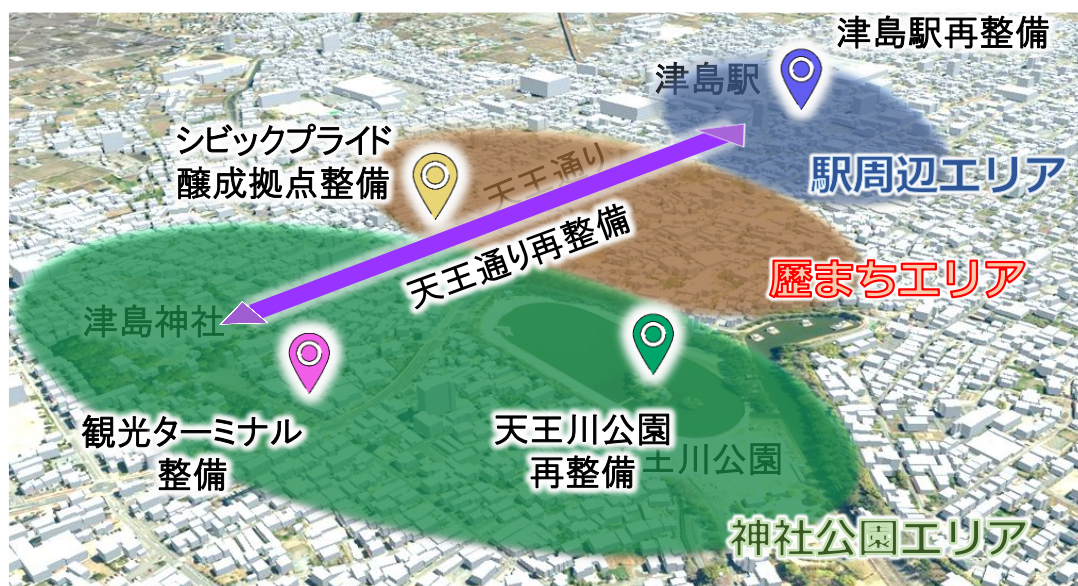 津島駅再整備
津島駅
シビックプライド
醸成拠点整備
天王通り
駅周辺エリア
天王通り再整備
歴まちエリア
津島神社
観光ターミナル
整備
天王川公園
再整備
王川公園
神社公園エリア